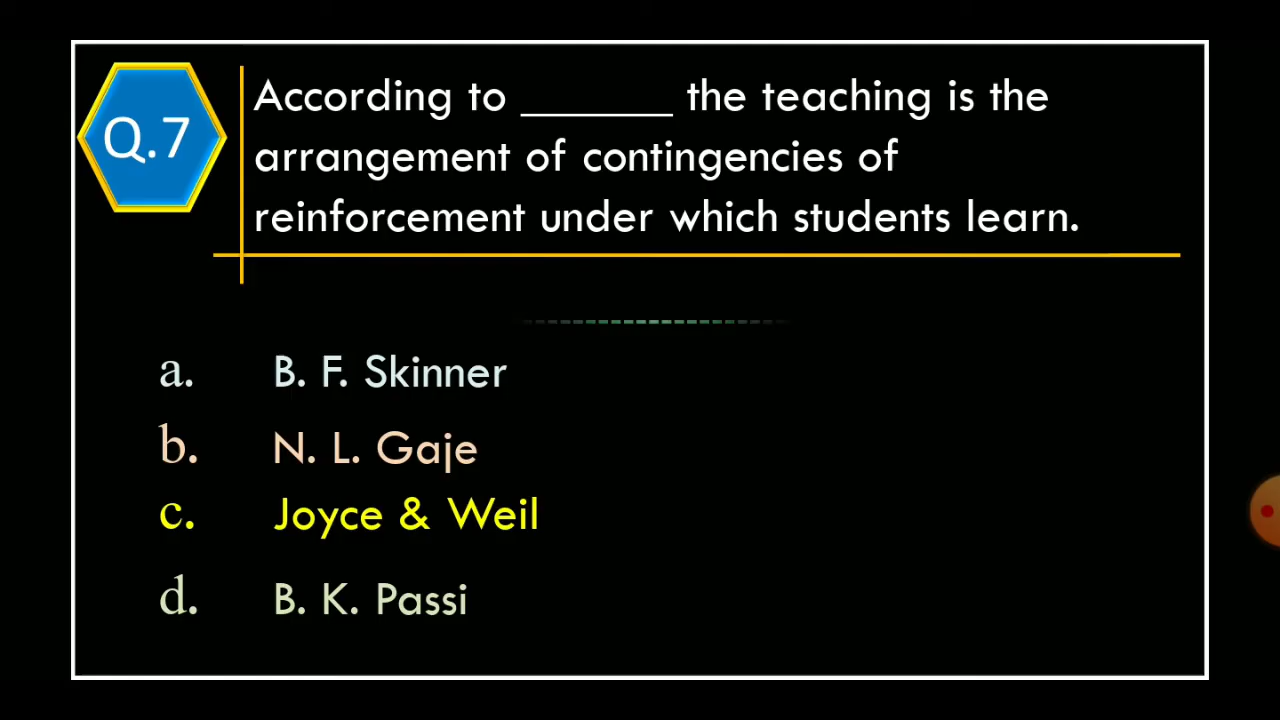 Q.7
According to _______ the teaching is the
arrangement of contingencies of
reinforcement under which students learn.
a. B. F. Skinner
b. N. L. Gaje
c. Joyce & Weil
d. B. K. Passi